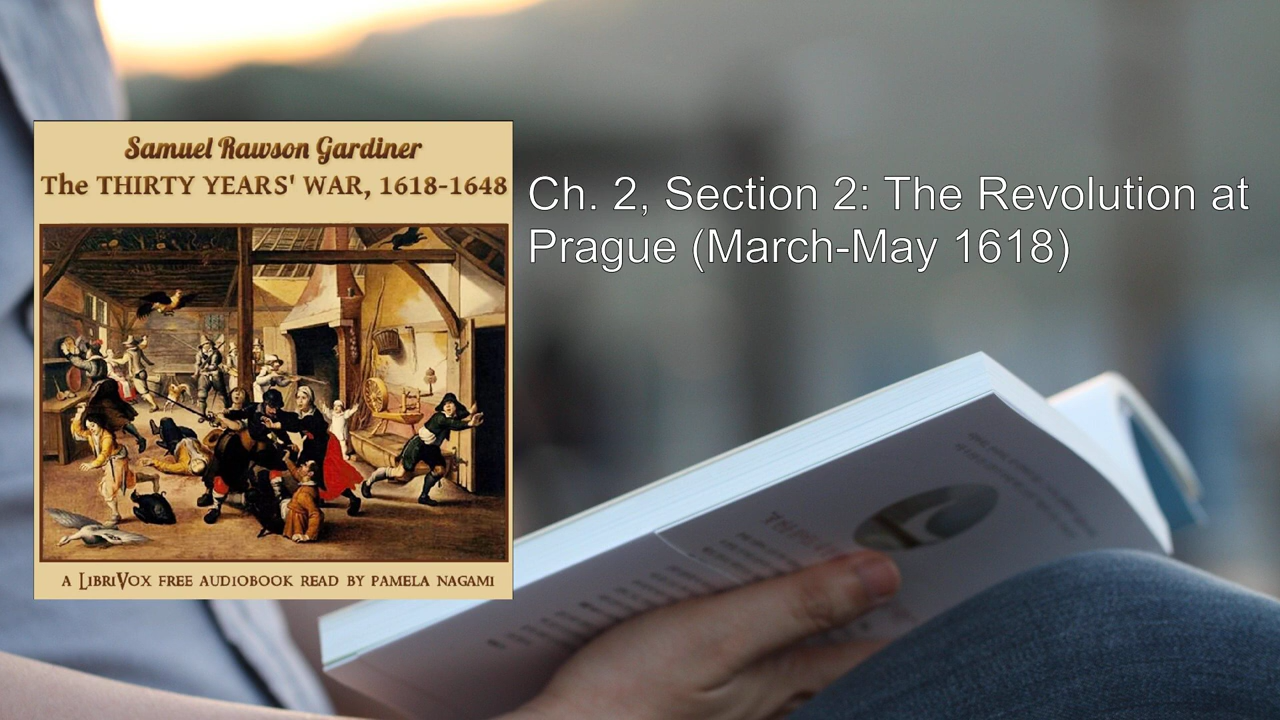 Samuel Rawson Gardiner
The THIRTY YEARS' WAR, 1618-1648
A LIBRIVOX FREE AUDIOBOOK READ BY PAMELA NAGAMI
Ch. 2, Section 2: The Revolution at
Prague (March-May 1618)